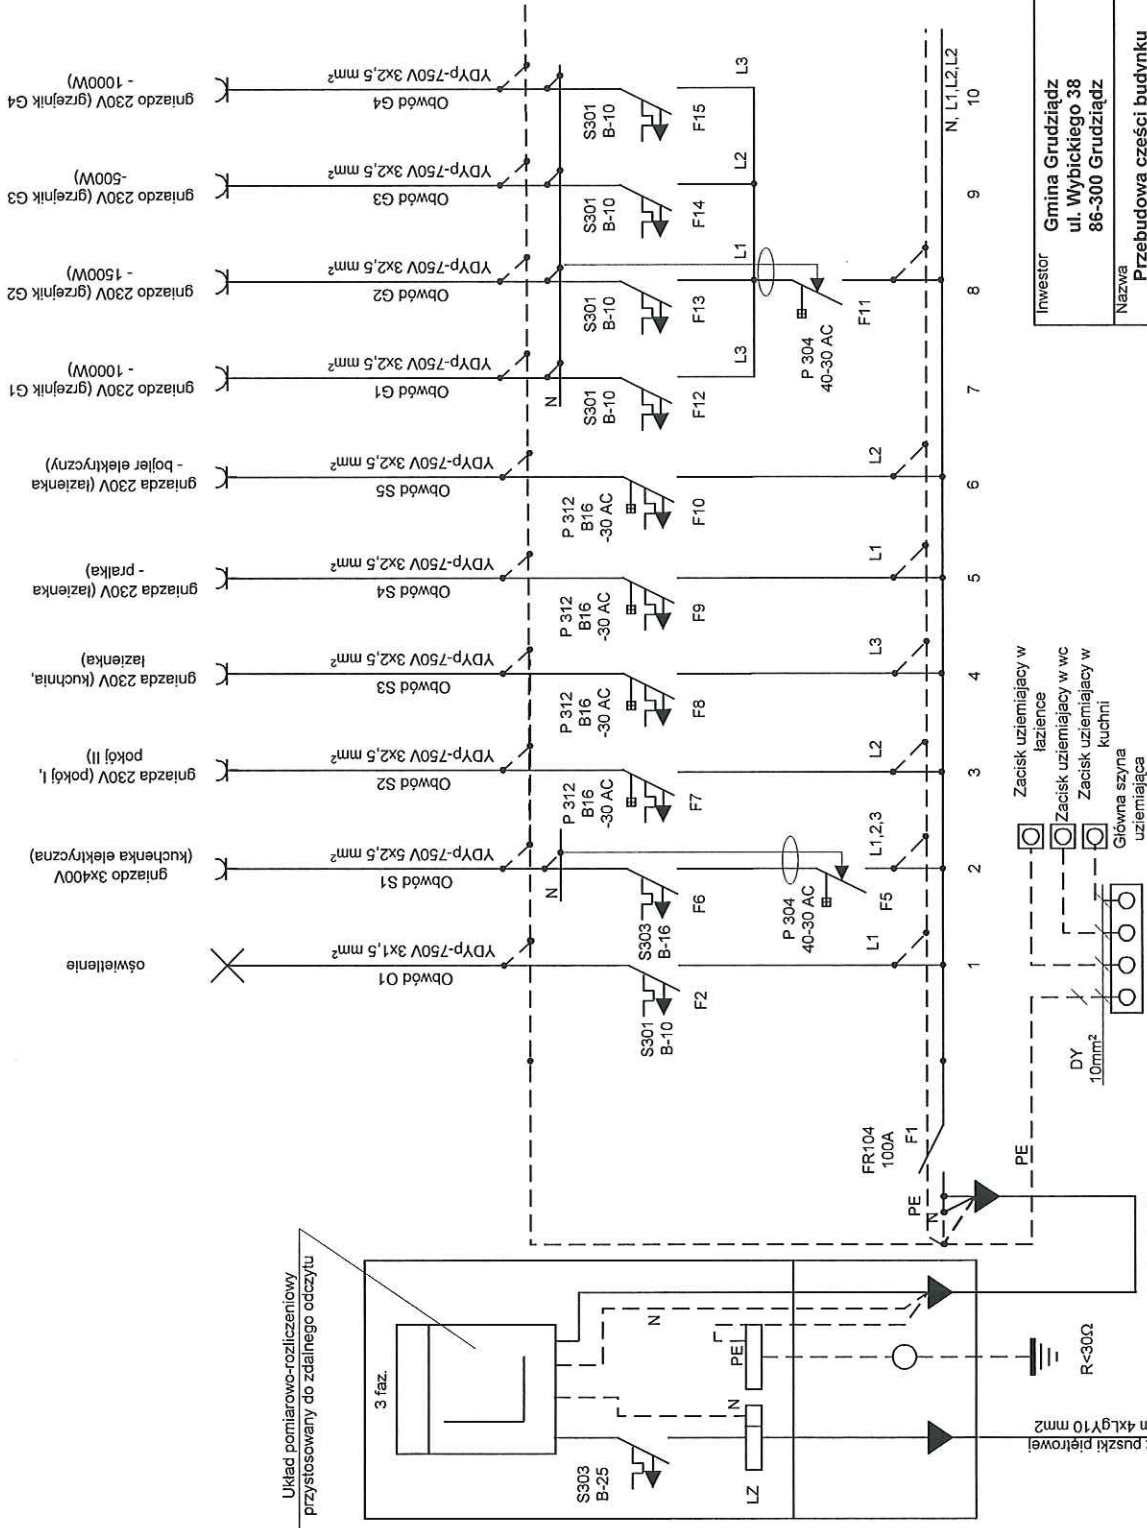 gniazdo 230V (grzejnik G4
- 1000W)
gniazdo 230V (grzejnik G3
-500W)
gniazdo 230V (grzejnik G2
- 1500W)
gniazdo 230V (grzejnik G1
- 1000W)
gniazda 230V (łazienka
- bojler elektryczny)
gniazda 230V (łazienka
- pralka)
gniazda 230V (kuchnia,
łazienka)
gniazda 230V (pokój I,
pokój II)
gniazdo 3x400V
(kuchenka elektryczna)
oświetlenie
Obwód G4
YDYp-750V 3x2,5 mm²
Obwód G3
YDYp-750V 3x2,5 mm²
Obwód G2
YDYp-750V 3x2,5 mm²
Obwód G1
YDYp-750V 3x2,5 mm²
Obwód S5
YDYp-750V 3x2,5 mm²
Obwód S4
YDYp-750V 3x2,5 mm²
Obwód S3
YDYp-750V 3x2,5 mm²
Obwód S2
YDYp-750V 3x2,5 mm²
Obwód S1
YDYp-750V 5x2,5 mm²
Obwód O1
YDYp-750V 3x1,5 mm²
S301
B-10
F15
S301
B-10
F14
S301
B-10
F13
S301
B-10
F12
N
L3
L2
L1
L3
P 304
40-30 AC
F11
P 312
B16
-30 AC
F10
L2
P 312
B16
-30 AC
F9
L1
P 312
B16
-30 AC
F8
L3
P 312
B16
-30 AC
F7
L2
N
S303
B-16
F6
P 304
40-30 AC
F5
L1,2,3
S301
B-10
F2
L1
N, L1,L2,L2
10
9
8
7
6
5
4
3
2
1
FR104
100A
F1
PE
N
PE
DY
10mm²
Zacisk uziemiajacy w
łazience
Zacisk uziemiajacy w wc
Zacisk uziemiajacy w
kuchni
Główna szyna
uziemiająca
Układ pomiarowo-rozliczeniowy
przystosowany do zdalnego odczytu
3 faz.
S303
B-25
LZ
N
PE
N
R<30Ω
puszki piętrowej
4xLgY10 mm2
Inwestor
Gmina Grudziądz
ul. Wybickiego 38
86-300 Grudziądz
Nazwa
Przebudowa cześci budynku